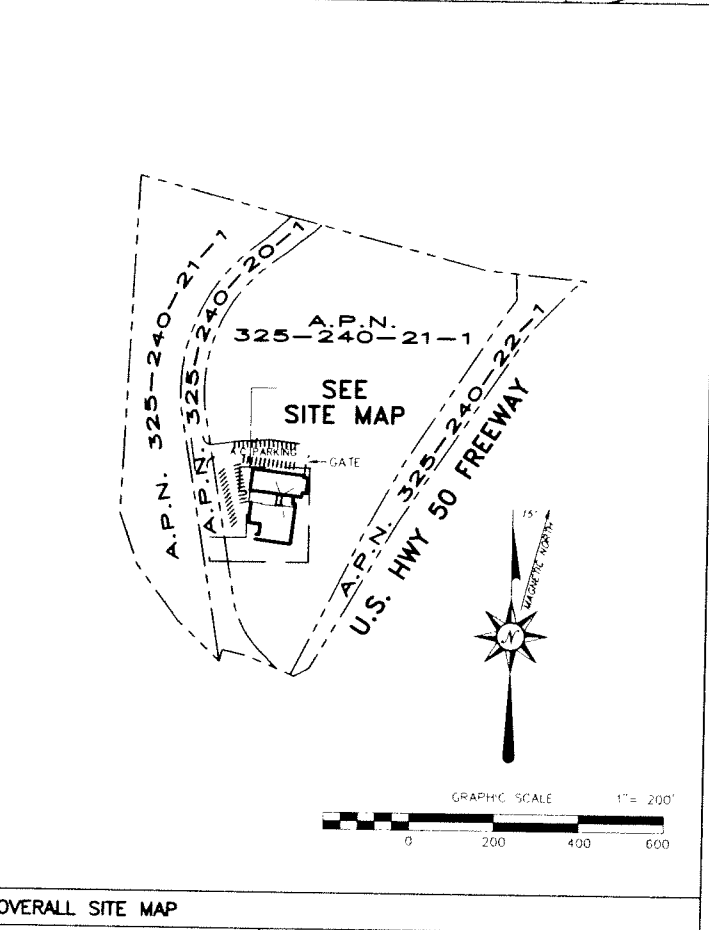 A.P.N. 325-240-21-1
A.P.N. 325-240-20-1
A.P.N.
325-240-21-1
SEE
SITE MAP
A.C. PARKING
GATE
A.P.N. 325-240-22-1
U.S. HWY 50 FREEWAY
15°
MAGNETIC NORTH
N
GRAPHIC SCALE 1"= 200'
0 200 400 600
OVERALL SITE MAP